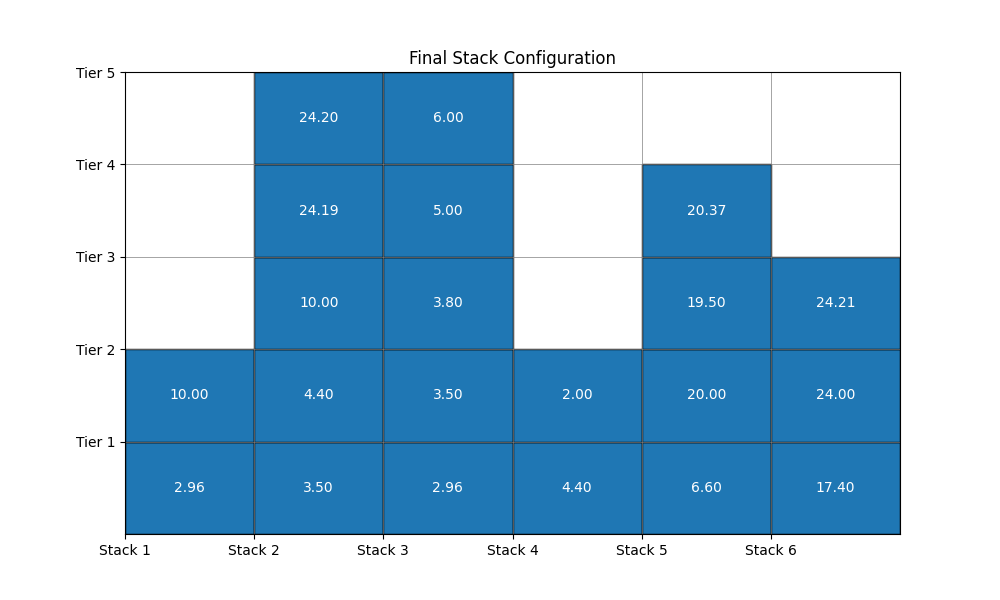 Final Stack Configuration
Tier 5
24.20 6.00
Tier 4
24.19 5.00 20.37
Tier 3
10.00 3.80 19.50 24.21
Tier 2
10.00 4.40 3.50 2.00 20.00 24.00
Tier 1
2.96 3.50 2.96 4.40 6.60 17.40
Stack 1 Stack 2 Stack 3 Stack 4 Stack 5 Stack 6